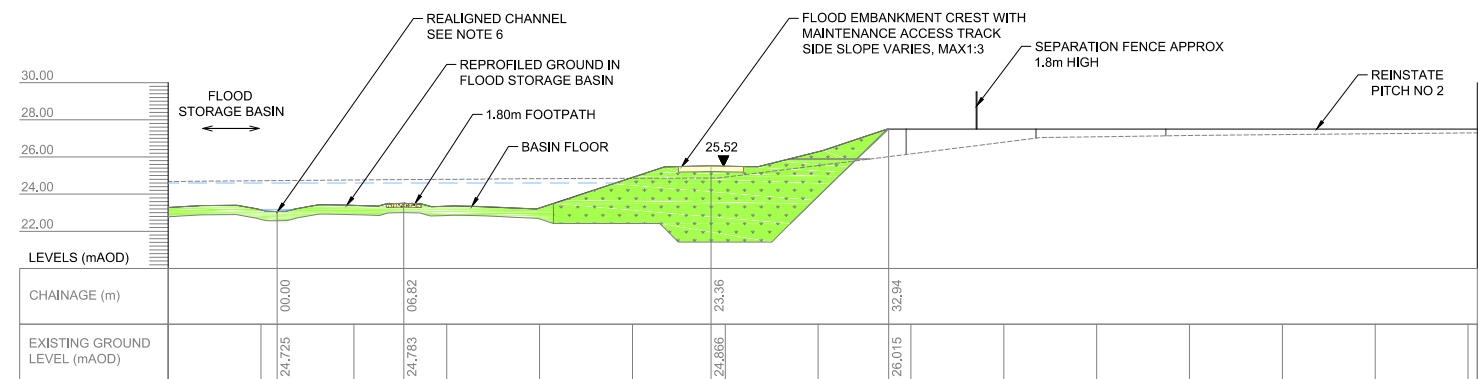 REALIGNED CHANNEL
SEE NOTE 6
FLOOD EMBANKMENT CREST WITH
MAINTENANCE ACCESS TRACK
SIDE SLOPE VARIES, MAX1:3
SEPARATION FENCE APPROX
1.8m HIGH
REPROFILED GROUND IN
FLOOD STORAGE BASIN
REINSTATE
PITCH NO 2
30.00
FLOOD
STORAGE BASIN
28.00
1.80m FOOTPATH
BASIN FLOOR
25.52
26.00
24.00
22.00
LEVELS (mAOD)
CHAINAGE (m)
00.00
06.82
23.36
32.94
EXISTING GROUND
LEVEL (mAOD)
24.725
24.783
24.866
26.015